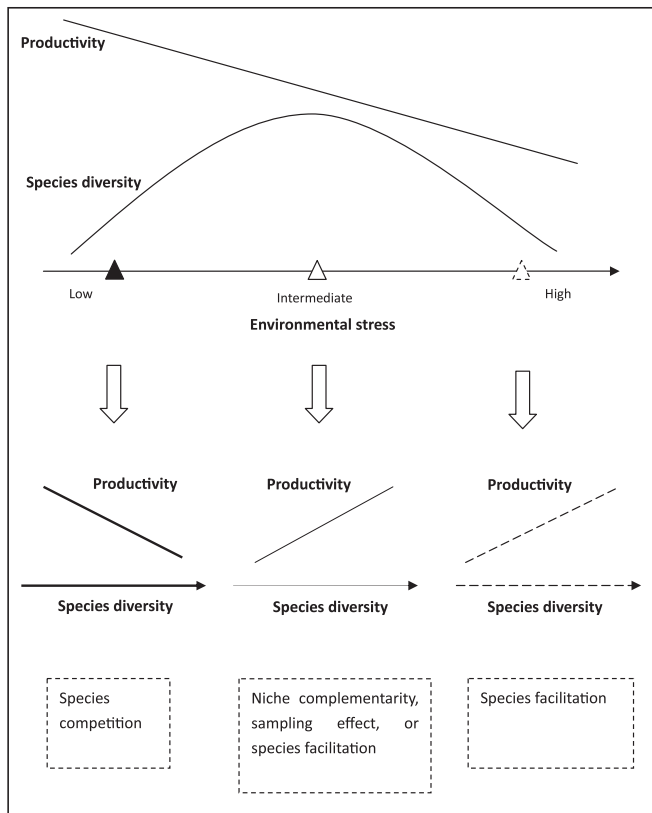 Productivity
Species diversity
Low
Intermediate
High
Environmental stress
Productivity
Productivity
Productivity
Species diversity
Species diversity
Species diversity
Species
competition
Niche complementarity,
sampling effect, or
species facilitation
Species facilitation